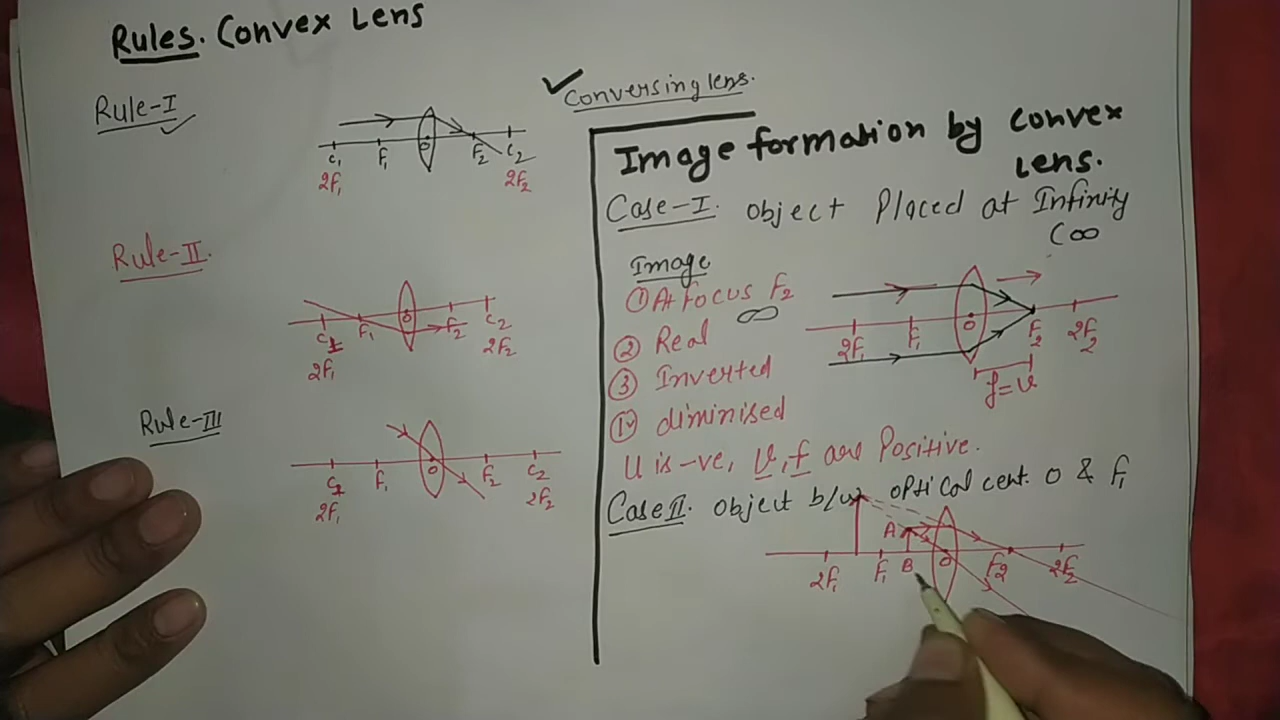 Rules. Convex Lens
Rule-I
C₁ F₁ O F₂ C₂
2F₁ 2F₂
Rule-II.
C₁ F₁ O F₂ C₂
2F₁ 2F₂
Rule-III
C₁ F₁ O F₂ C₂
2F₁ 2F₂
✓ Conversing lens.
Image formation by convex
Lens.
Case-I. object Placed at Infinity
(∞
Image
① At focus F₂
∞
② Real
③ Inverted
④ diminised
2F₁ F₁ O F₂ 2F₂
f=v
U is -ve, v, f are Positive.
Case II. object b/w optical cent. O & F₁
A
2F₁ F₁ B O F₂ 2F₂